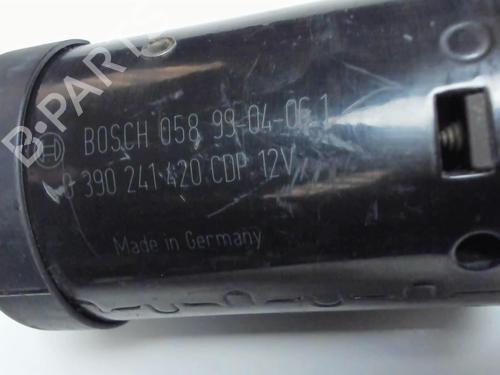 B-PARTS
BOSCH 058 99-04-06 1
0 390 241 420 CDP 12V
Made in Germany